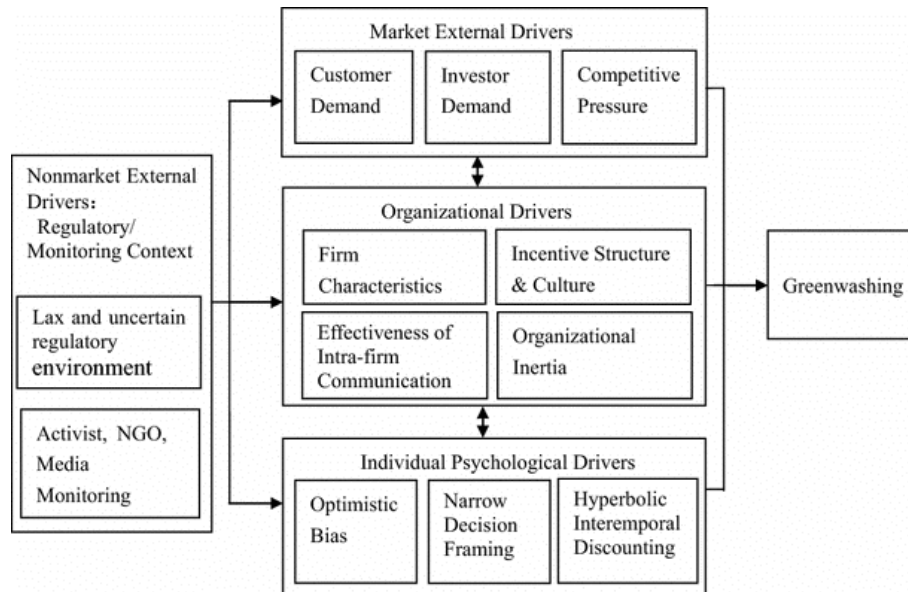 Market External Drivers
Customer
Demand
Investor
Demand
Competitive
Pressure
Nonmarket External
Drivers：
Regulatory/
Monitoring Context
Lax and uncertain
regulatory
environment
Activist, NGO,
Media
Monitoring
Organizational Drivers
Firm
Characteristics
Incentive Structure
& Culture
Effectiveness of
Intra-firm
Communication
Organizational
Inertia
Greenwashing
Individual Psychological Drivers
Optimistic
Bias
Narrow
Decision
Framing
Hyperbolic
Interemporal
Discounting